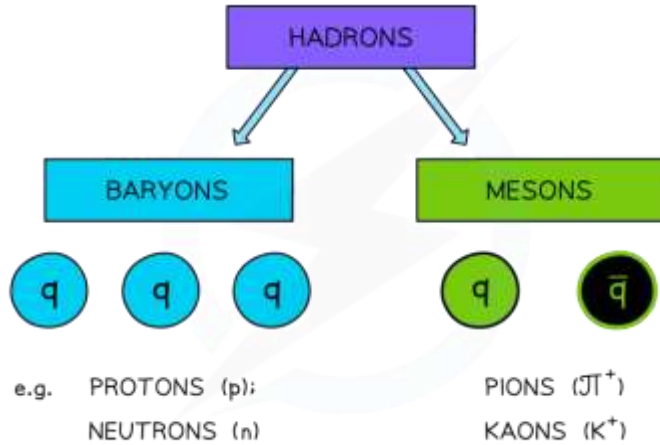 HADRONS
BARYONS
MESONS
q q q
q q̄
e.g. PROTONS (p);
NEUTRONS (n)
PIONS (π⁺)
KAONS (K⁺)